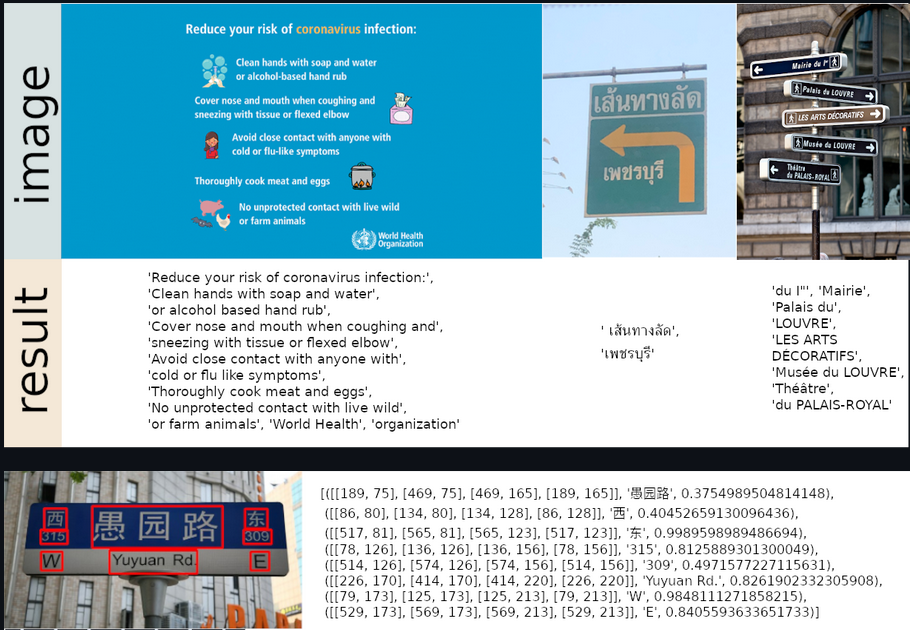 image
Reduce your risk of coronavirus infection:
Clean hands with soap and water
or alcohol-based hand rub
Cover nose and mouth when coughing and
sneezing with tissue or flexed elbow
Avoid close contact with anyone with
cold or flu-like symptoms
Thoroughly cook meat and eggs
No unprotected contact with live wild
or farm animals
World Health
Organization
เส้นทางลัด
เพชรบุรี
Mairie du 1er
Palais du LOUVRE
LES ARTS DÉCORATIFS
Musée du LOUVRE
Théâtre
du PALAIS-ROYAL
result
'Reduce your risk of coronavirus infection:',
'Clean hands with soap and water',
'or alcohol based hand rub',
'Cover nose and mouth when coughing and',
'sneezing with tissue or flexed elbow',
'Avoid close contact with anyone with',
'cold or flu like symptoms',
'Thoroughly cook meat and eggs',
'No unprotected contact with live wild',
'or farm animals', 'World Health', 'organization'
' เส้นทางลัด',
'เพชรบุรี'
'du I"', 'Mairie',
'Palais du',
'LOUVRE',
'LES ARTS
DÉCORATIFS',
'Musée du LOUVRE',
'Théâtre',
'du PALAIS-ROYAL'
西 愚园路 东
315 309
W Yuyuan Rd. E
[([[189, 75], [469, 75], [469, 165], [189, 165]], '愚园路', 0.3754989504814148),
([[86, 80], [134, 80], [134, 128], [86, 128]], '西', 0.40452659130096436),
([[517, 81], [565, 81], [565, 123], [517, 123]], '东', 0.9989598989486694),
([[78, 126], [136, 126], [136, 156], [78, 156]], '315', 0.8125889301300049),
([[514, 126], [574, 126], [574, 156], [514, 156]], '309', 0.4971577227115631),
([[226, 170], [414, 170], [414, 220], [226, 220]], 'Yuyuan Rd.', 0.8261902332305908),
([[79, 173], [125, 173], [125, 213], [79, 213]], 'W', 0.9848111271858215),
([[529, 173], [569, 173], [569, 213], [529, 213]], 'E', 0.8405593633651733)]